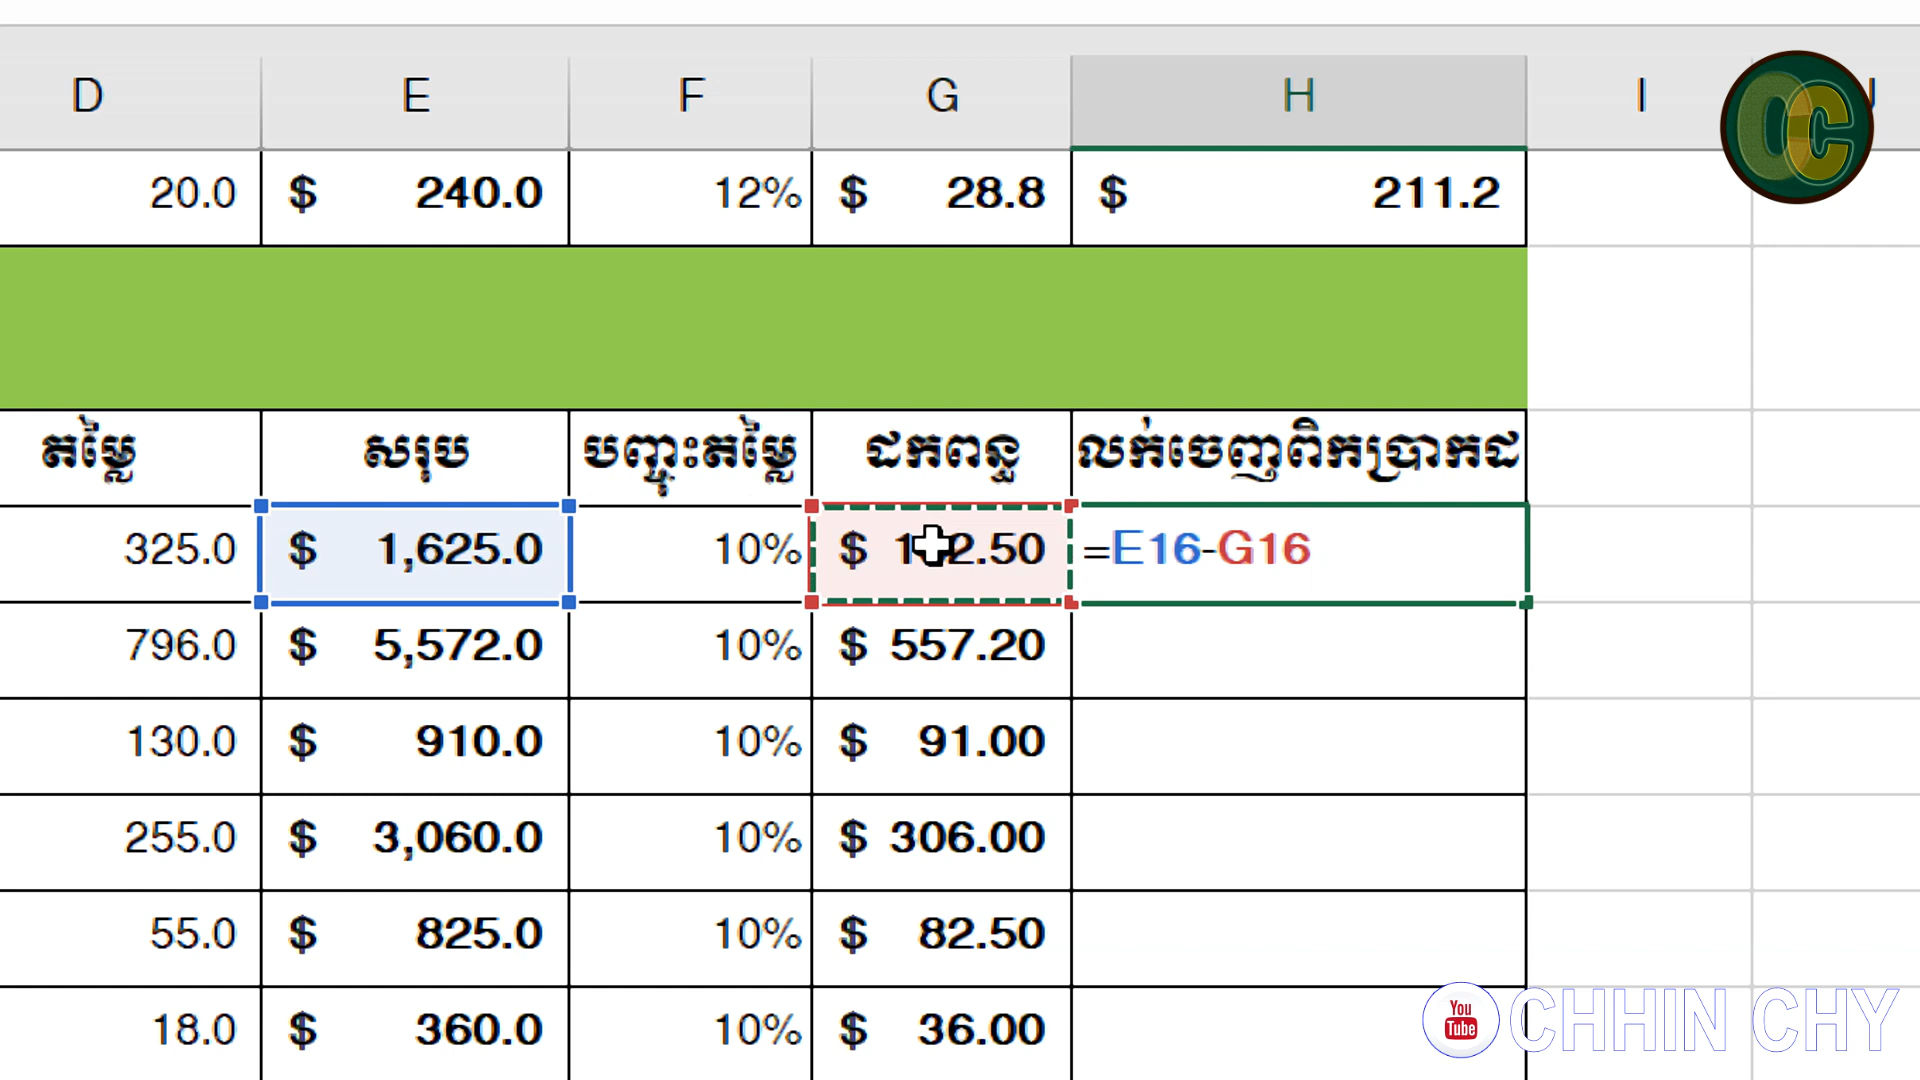 D E F G H I
20.0 $ 240.0 12% $ 28.8 $ 211.2
តម្លៃ សរុប បញ្ចុះតម្លៃ ដកពន្ធ លក់ចេញពិតប្រាកដ
325.0 $ 1,625.0 10% $ =E16-G16
796.0 $ 5,572.0 10% $ 557.20
130.0 $ 910.0 10% $ 91.00
255.0 $ 3,060.0 10% $ 306.00
55.0 $ 825.0 10% $ 82.50
18.0 $ 360.0 10% $ 36.00
You
Tube
CHHIN CHY